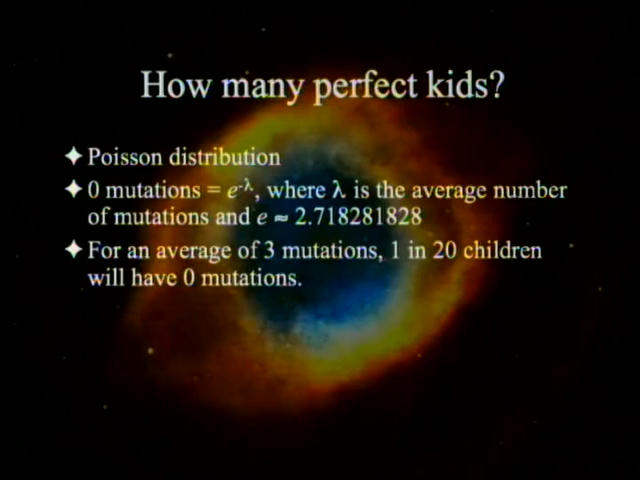 How many perfect kids?
✦ Poisson distribution
✦ 0 mutations = e^-λ, where λ is the average number
of mutations and e ≈ 2.718281828
✦ For an average of 3 mutations, 1 in 20 children
will have 0 mutations.